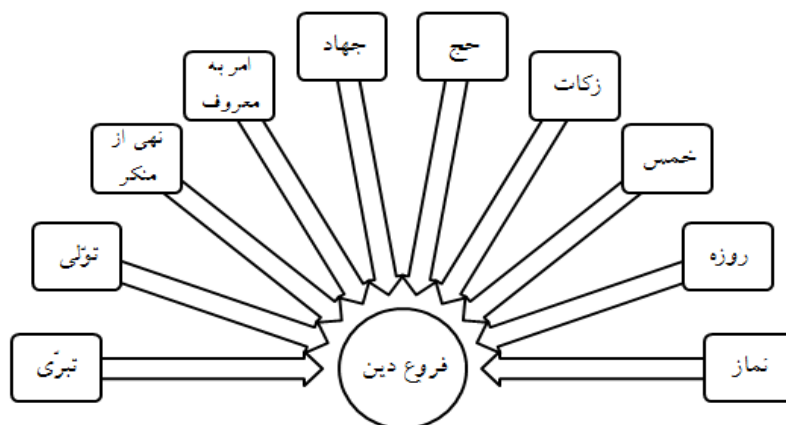 نماز
روزه
خمس
زکات
حج
جهاد
امر به
معروف
نهی از
منکر
تولّی
تبرّی
فروع دین